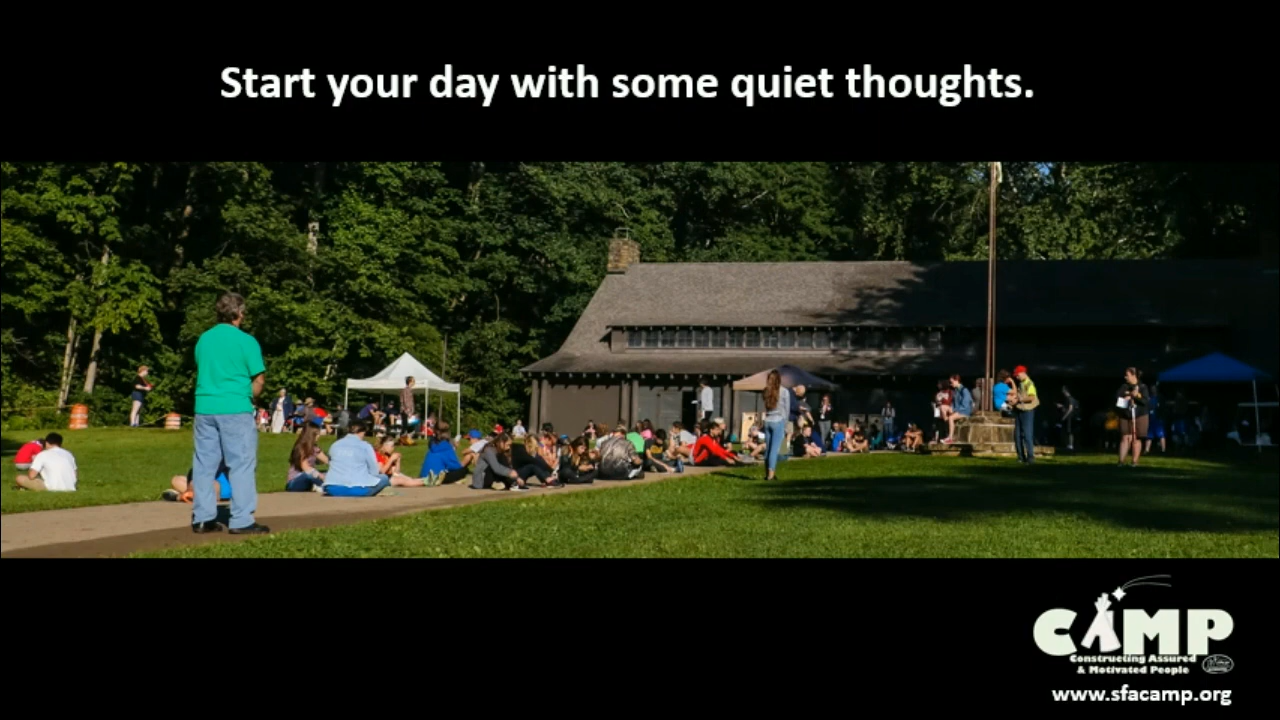 Start your day with some quiet thoughts.
CAMP
Constructing Assured
& Motivated People
www.sfacamp.org